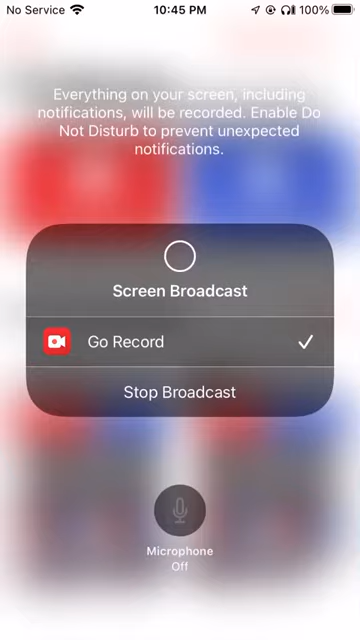 No Service
10:45 PM
100%
Everything on your screen, including
notifications, will be recorded. Enable Do
Not Disturb to prevent unexpected
notifications.
Screen Broadcast
Go Record
Stop Broadcast
Microphone
Off